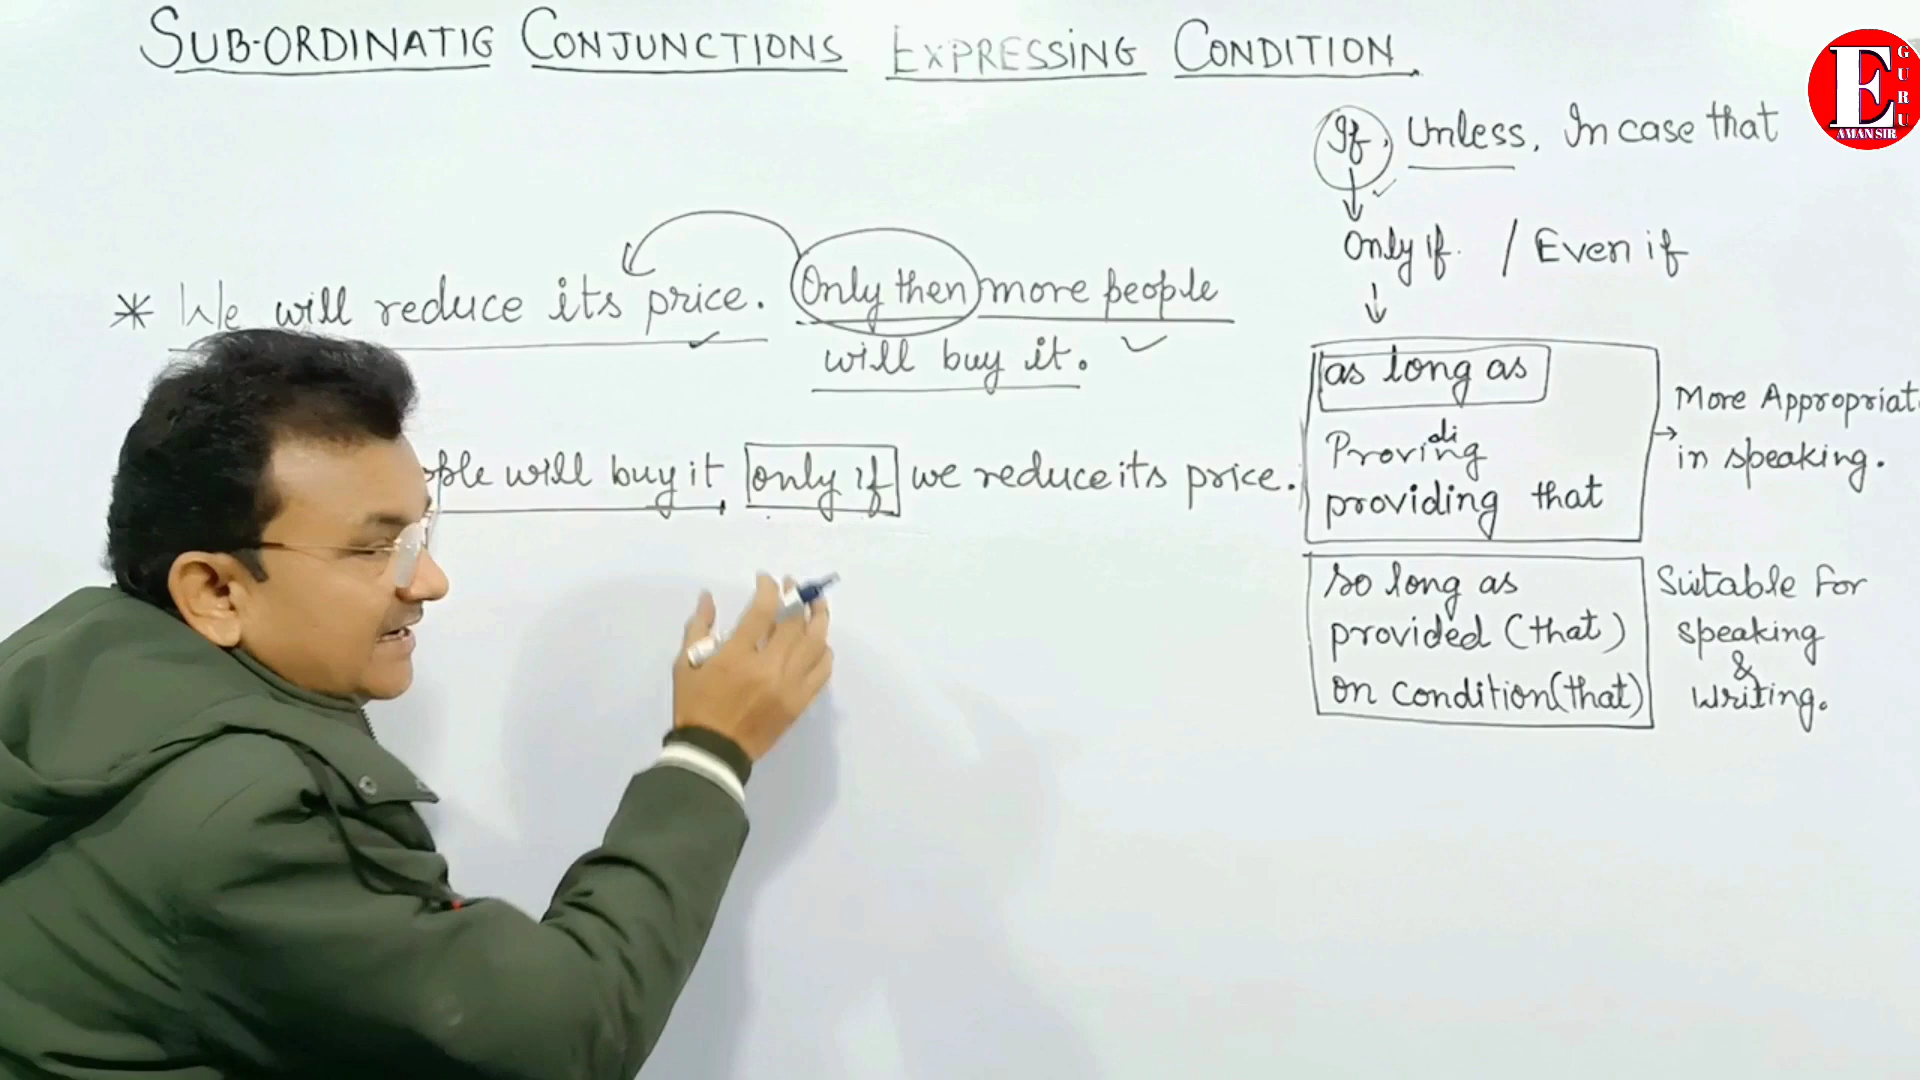 SUB-ORDINATIG CONJUNCTIONS EXPRESSING CONDITION.
E GURU
AMAN SIR
If, Unless, In case that
Only if. / Even if
* We will reduce its price. Only then more people
will buy it.
ople will buy it, only if we reduce its price.
as long as
Providing
di
providing that
→ More Appropriat
in speaking.
so long as
provided (that)
on condition(that)
Suitable For
speaking
&
writing.